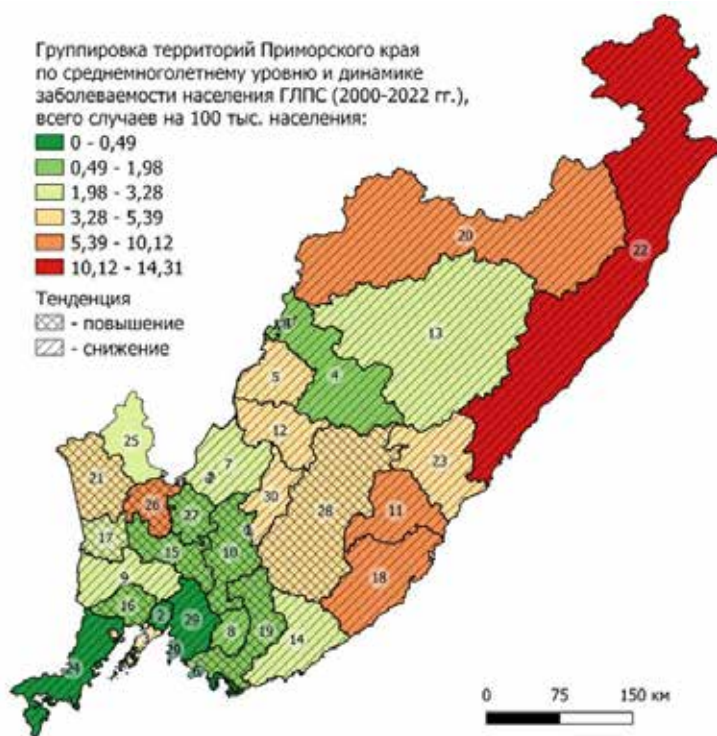 Группировка территорий Приморского края
по среднемноголетнему уровню и динамике
заболеваемости населения ГЛПС (2000-2022 гг.),
всего случаев на 100 тыс. населения:
0 - 0,49
0,49 - 1,98
1,98 - 3,28
3,28 - 5,39
5,39 - 10,12
10,12 - 14,31
Тенденция
- повышение
- снижение
20
22
13
4
5
12
25
7
23
21
26
30
28
11
27
17
10
15
9
18
16
2
29
8
19
14
24
0 75 150 км